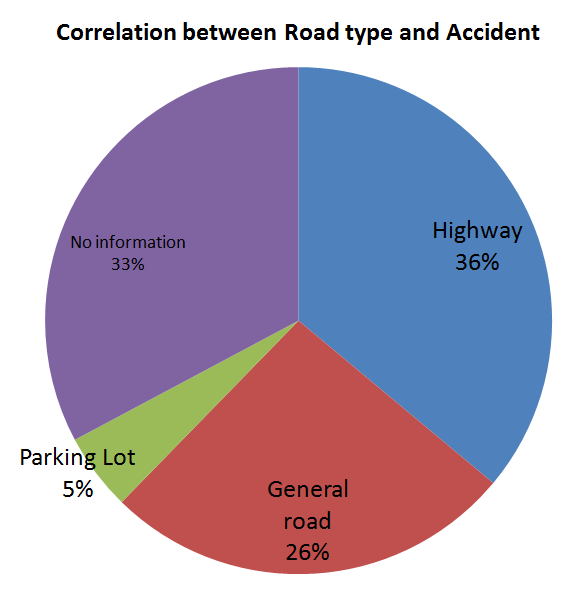 Correlation between Road type and Accident
Highway
36%
General
road
26%
Parking Lot
5%
No information
33%